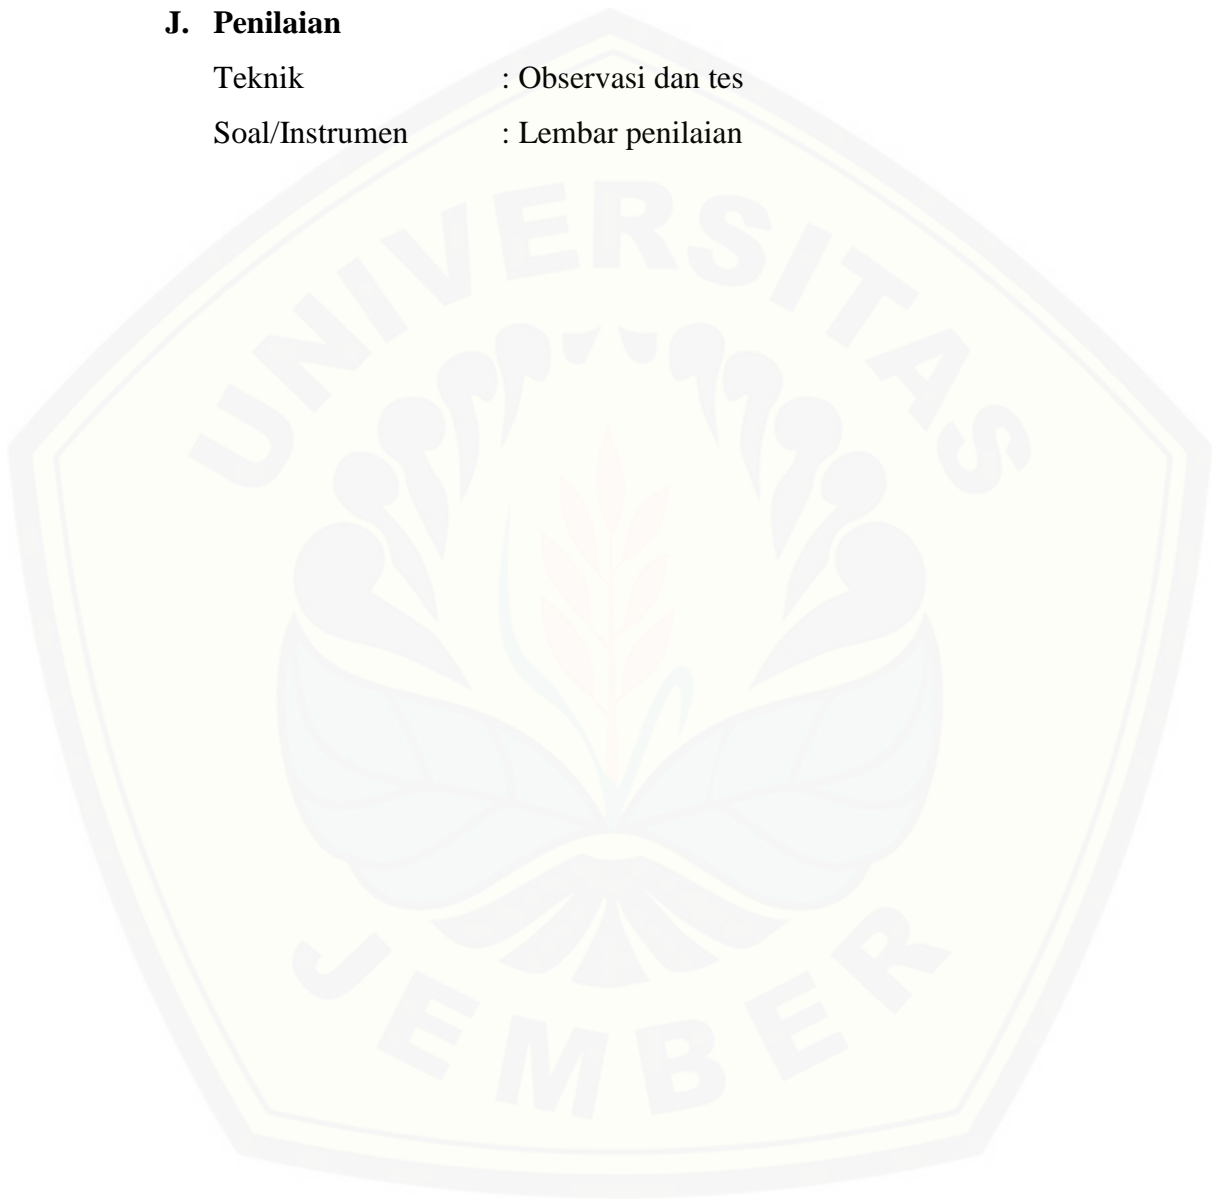 J. Penilaian
Teknik : Observasi dan tes
Soal/Instrumen : Lembar penilaian
UNIVERSITAS
JEMBER